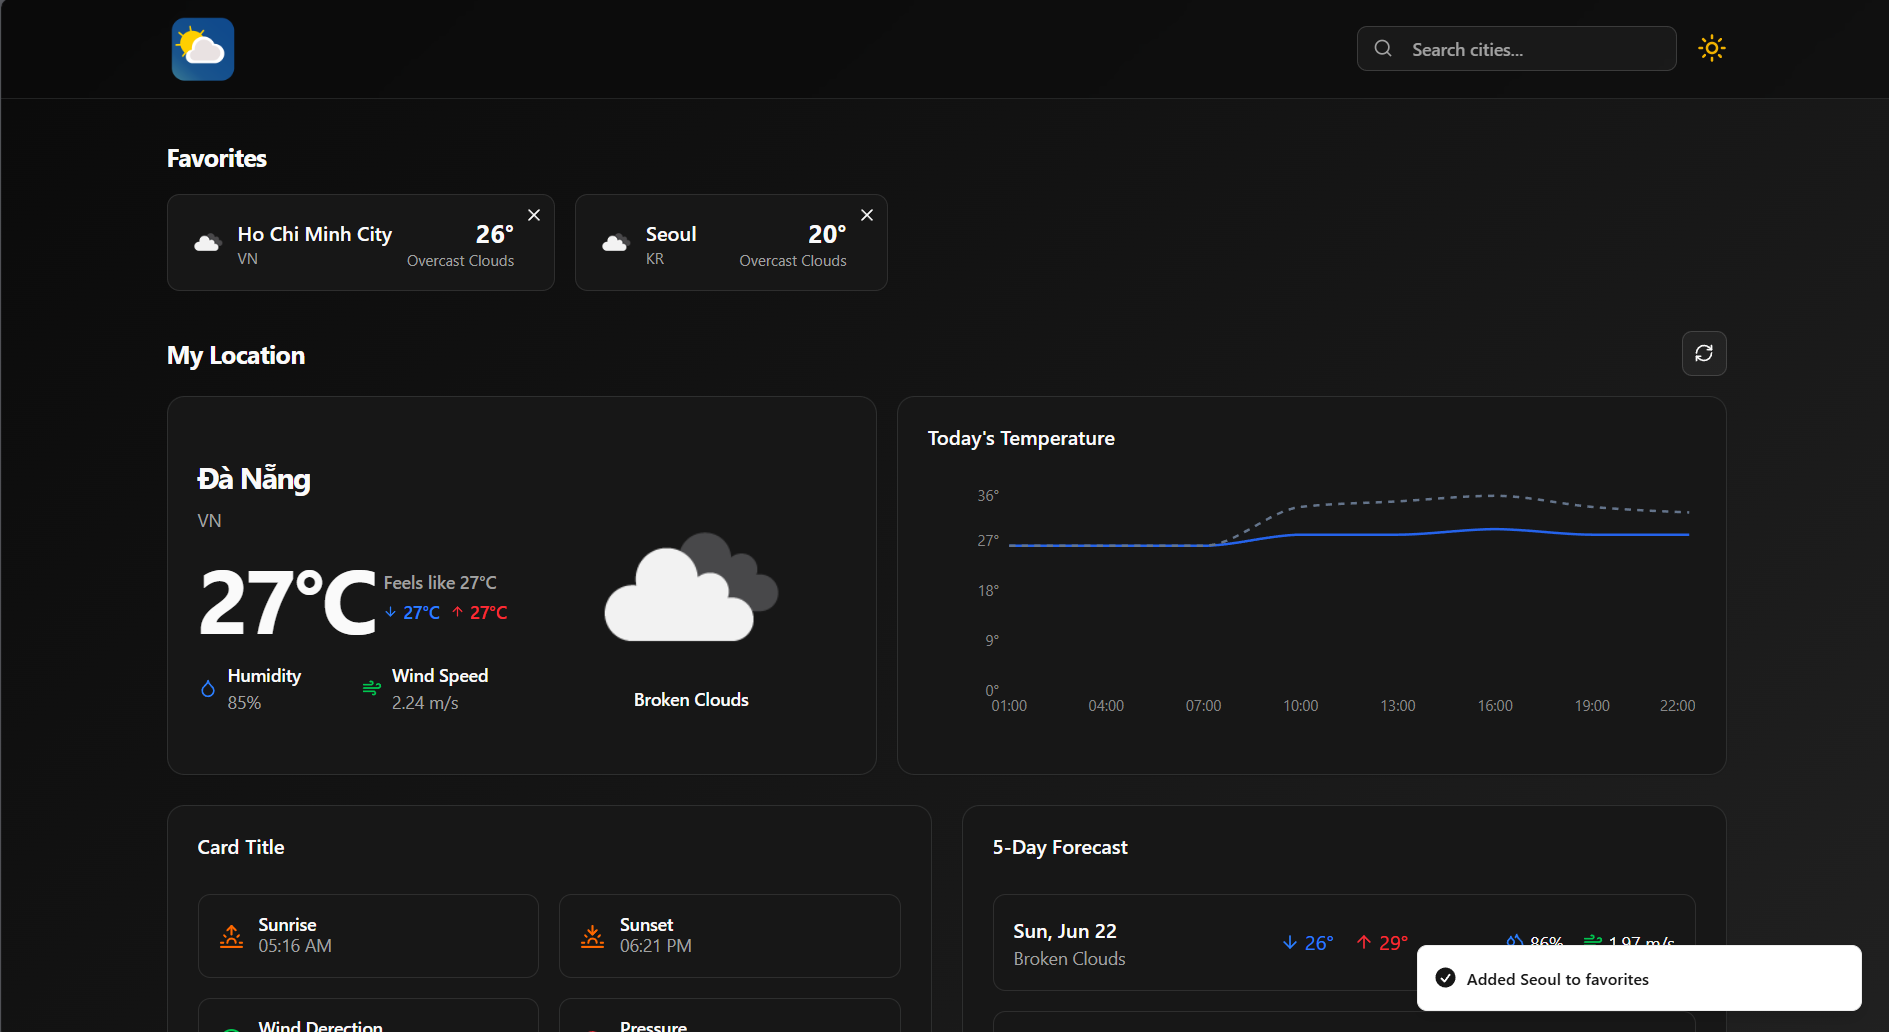 Search cities...
Favorites
Ho Chi Minh City
VN
26°
Overcast Clouds
Seoul
KR
20°
Overcast Clouds
My Location
Đà Nẵng
VN
27°C
Feels like 27°C
27°C 27°C
Humidity
85%
Wind Speed
2.24 m/s
Broken Clouds
Today's Temperature
36°
27°
18°
9°
0°
01:00 04:00 07:00 10:00 13:00 16:00 19:00 22:00
Card Title
Sunrise
05:16 AM
Sunset
06:21 PM
Wind Derection
Pressure
5-Day Forecast
Sun, Jun 22
Broken Clouds
26° 29° 86% 1.97 m/s
Added Seoul to favorites